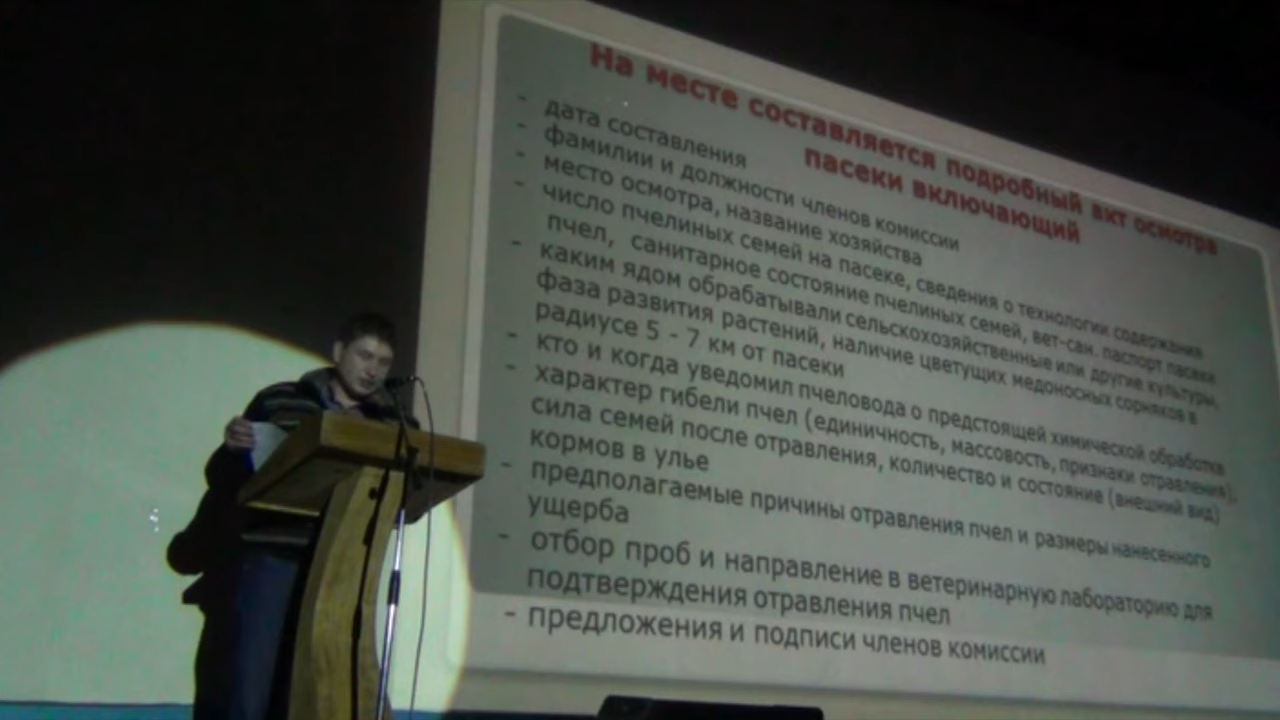 На месте составляется подробный акт осмотра
пасеки включающий
- дата составления
- фамилии и должности членов комиссии
- место осмотра, название хозяйства
- число пчелиных семей на пасеке, сведения о технологии содержания
пчел, санитарное состояние пчелиных семей, вет-сан. паспорт пасеки
- каким ядом обрабатывали сельскохозяйственные или другие культуры,
фаза развития растений, наличие цветущих медоносных сорняков в
радиусе 5 - 7 км от пасеки
- кто и когда уведомил пчеловода о предстоящей химической обработке
- характер гибели пчел (единичность, массовость, признаки отравления),
сила семей после отравления, количество и состояние (внешний вид)
кормов в улье
- предполагаемые причины отравления пчел и размеры нанесенного
ущерба
- отбор проб и направление в ветеринарную лабораторию для
подтверждения отравления пчел
- предложения и подписи членов комиссии